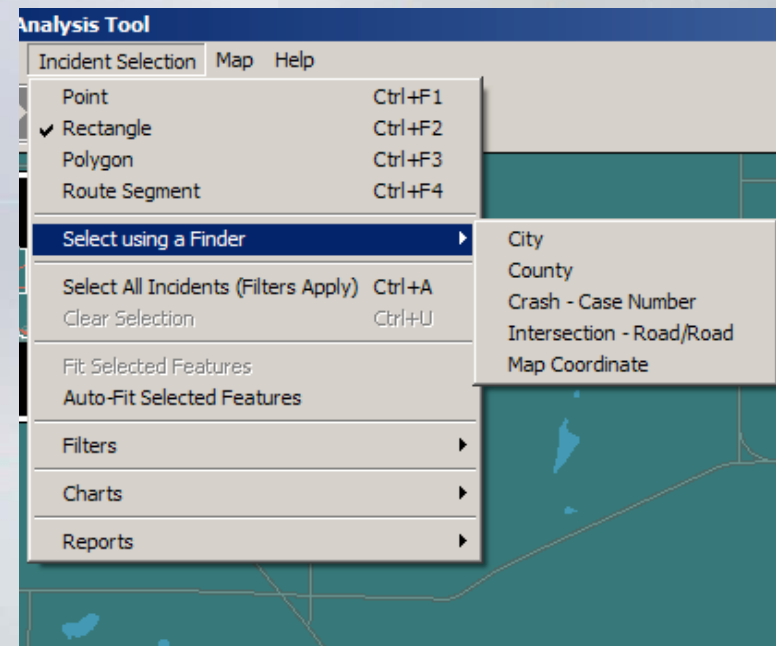 Analysis Tool
Incident Selection Map Help
Point Ctrl+F1
Rectangle Ctrl+F2
Polygon Ctrl+F3
Route Segment Ctrl+F4
Select using a Finder
City
County
Crash - Case Number
Intersection - Road/Road
Map Coordinate
Select All Incidents (Filters Apply) Ctrl+A
Clear Selection Ctrl+U
Fit Selected Features
Auto-Fit Selected Features
Filters
Charts
Reports